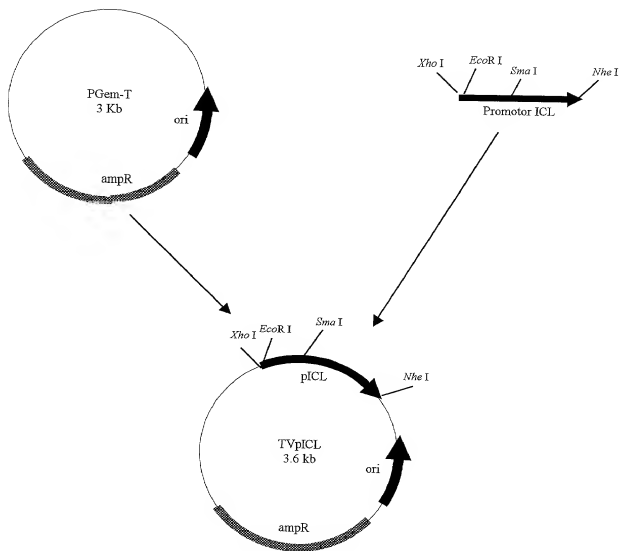 PGem-T
3 Kb
ori
ampR
Xho I
EcoR I
Sma I
Nhe I
Promotor ICL
Xho I
EcoR I
Sma I
pICL
Nhe I
TVpICL
3.6 kb
ori
ampR